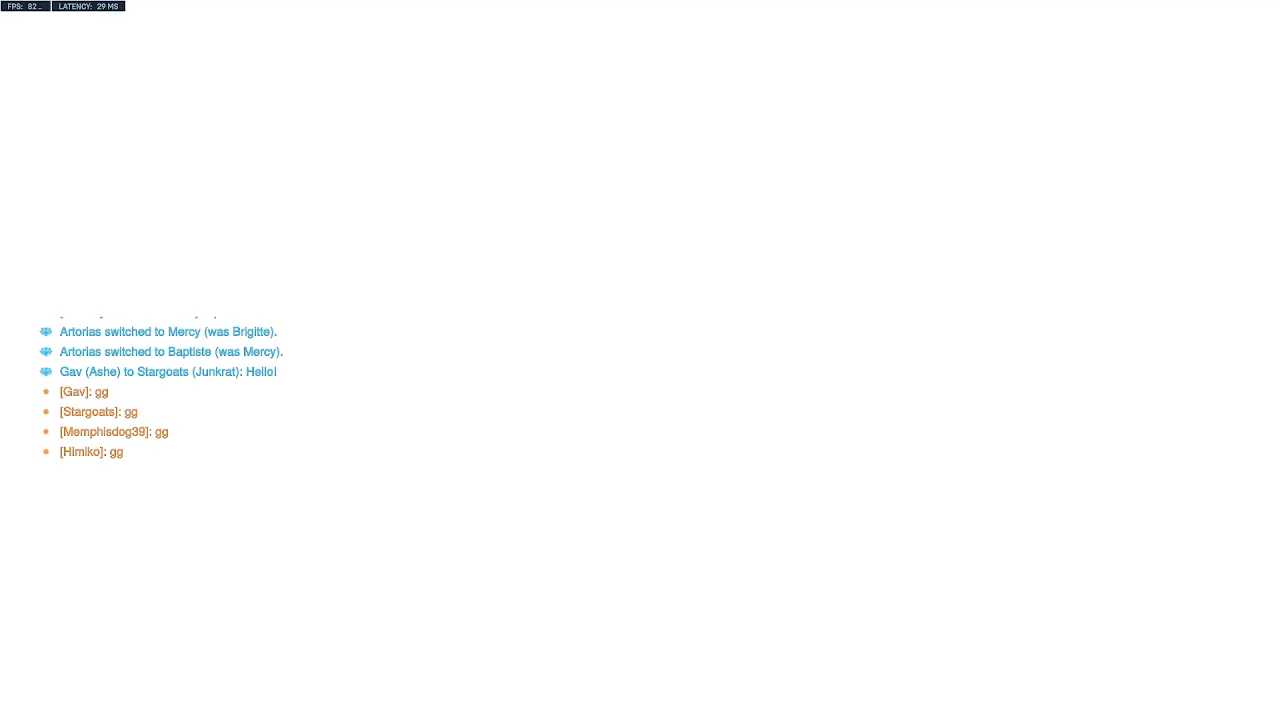 FPS: 82
LATENCY: 29 MS
Artorias switched to Mercy (was Brigitte).
Artorias switched to Baptiste (was Mercy).
Gav (Ashe) to Stargoats (Junkrat): Hello!
[Gav]: gg
[Stargoats]: gg
[Memphisdog39]: gg
[Himiko]: gg